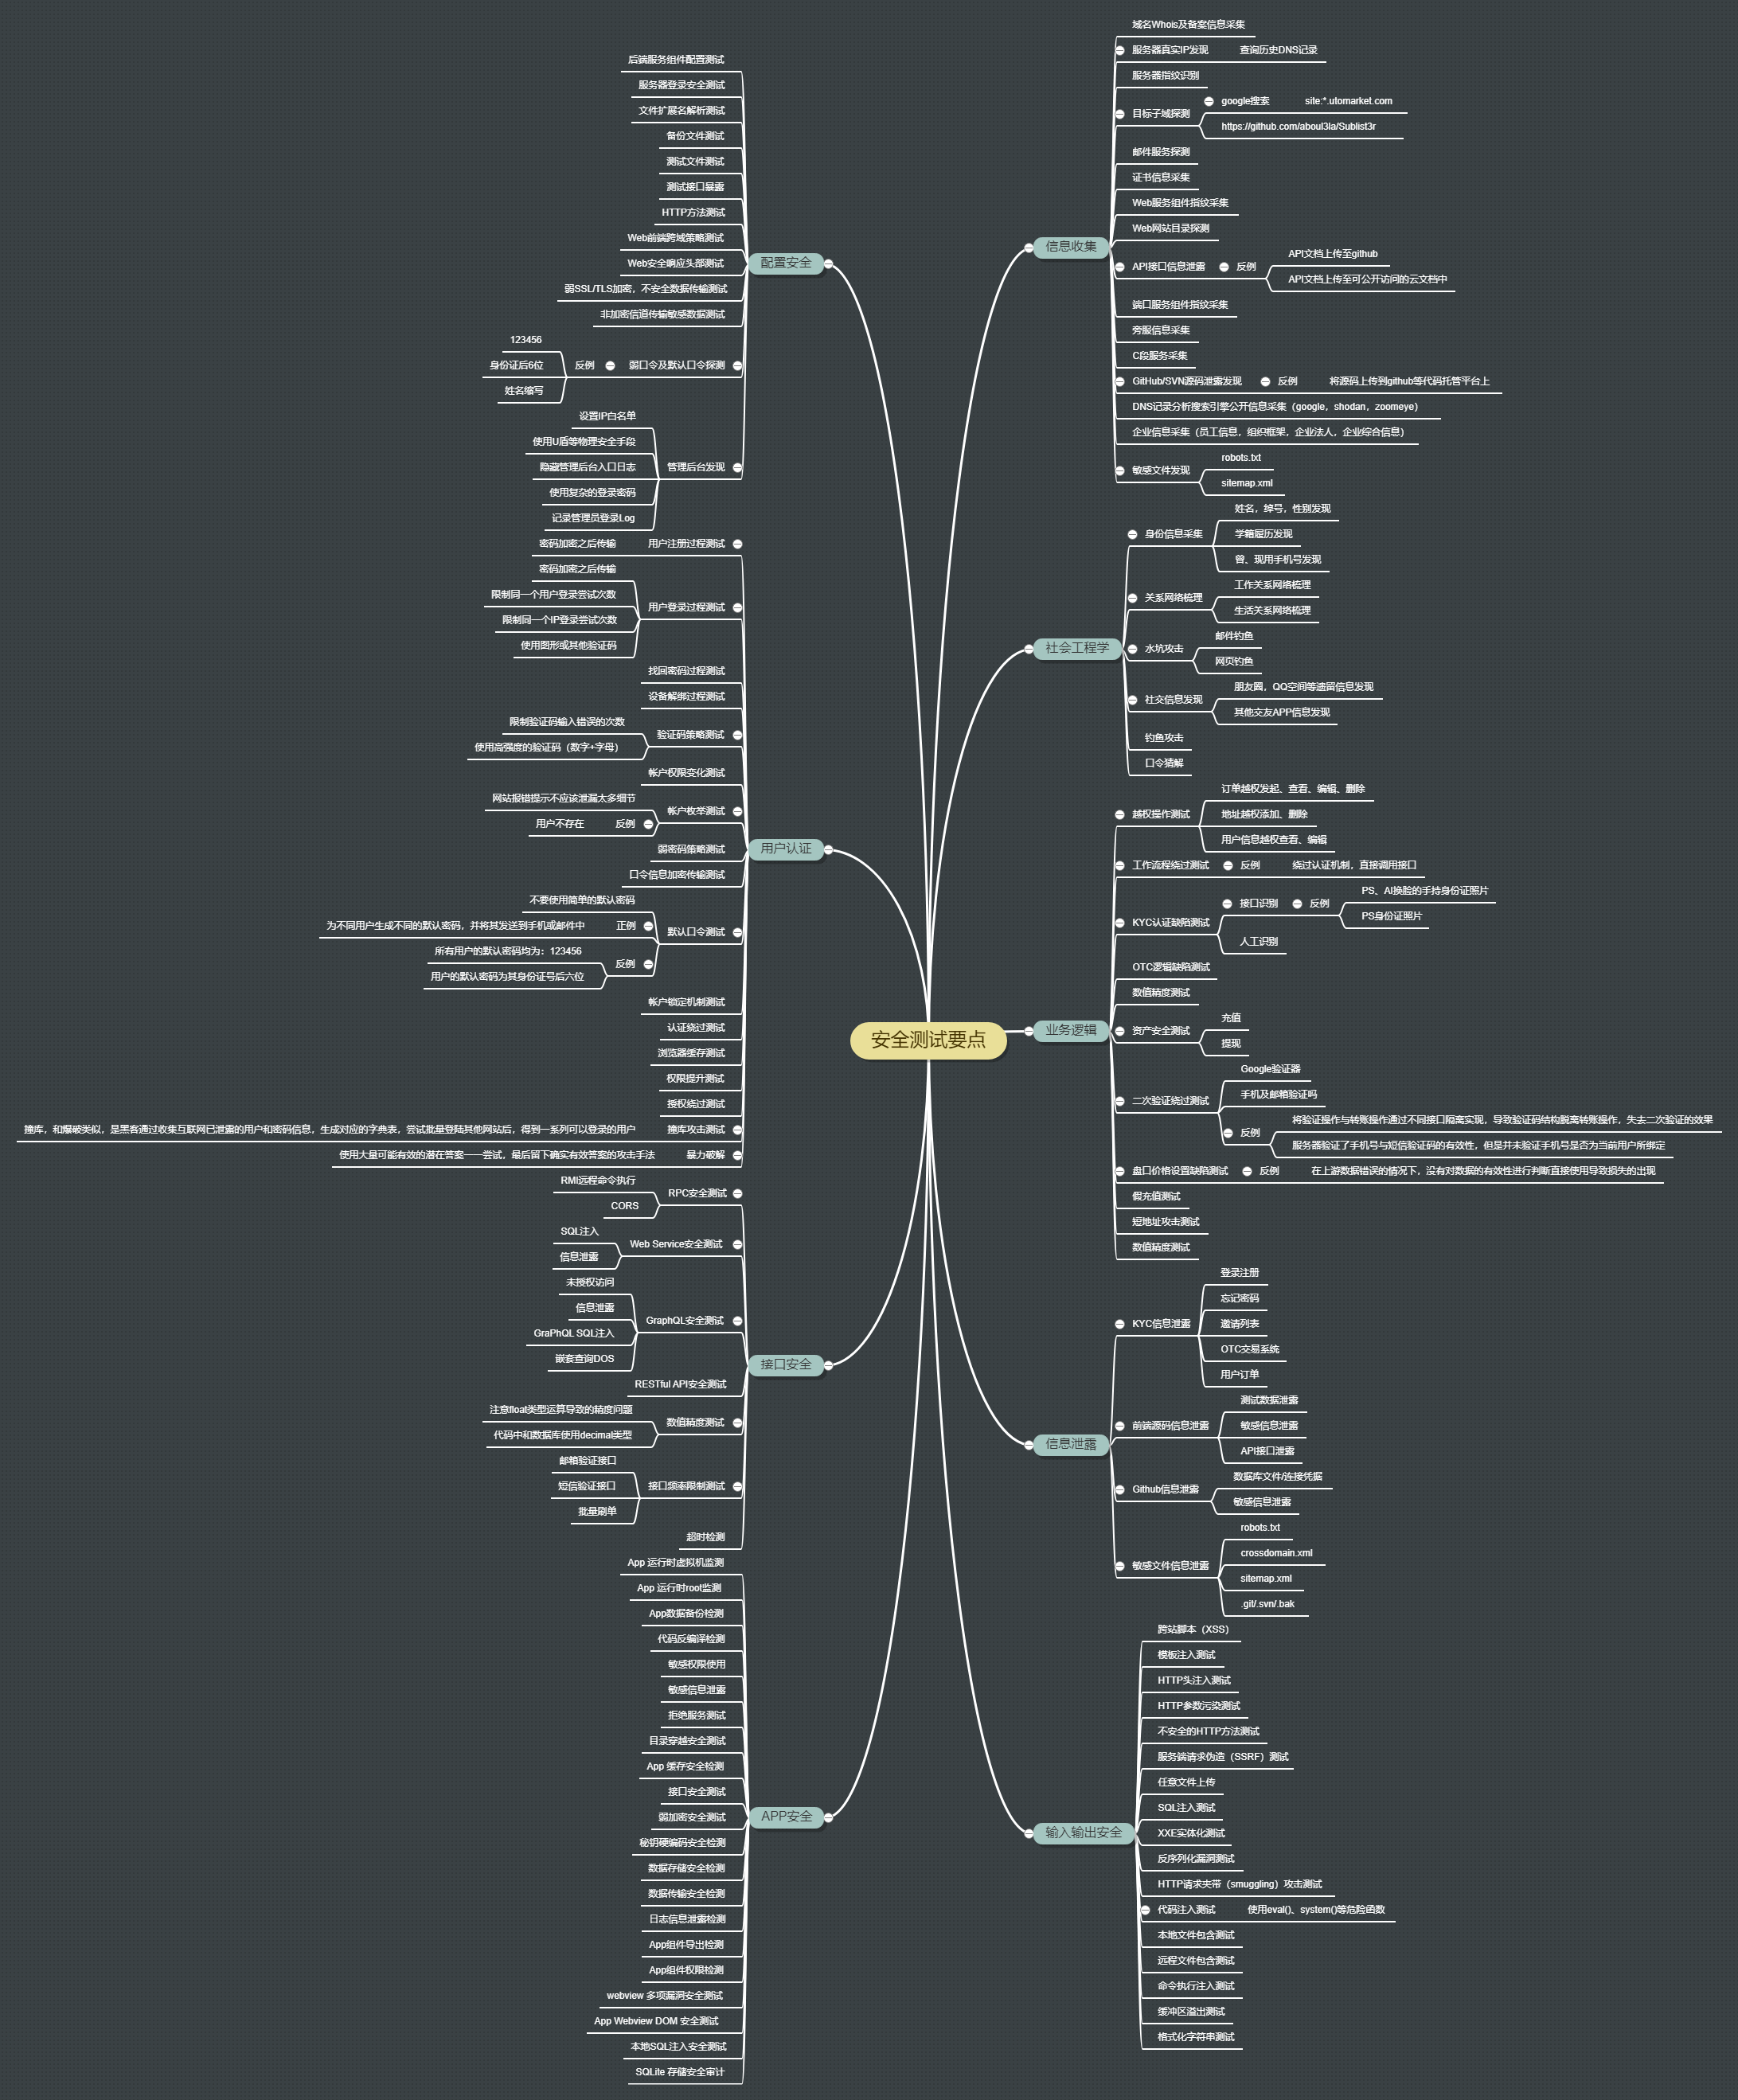 安全测试要点
信息收集
域名Whois及备案信息采集
服务器真实IP发现
查询历史DNS记录
服务器指纹识别
目标子域探测
google搜索
site:*.utomarket.com
https://github.com/aboul3la/Sublist3r
邮件服务探测
证书信息采集
Web服务组件指纹采集
Web网站目录探测
API接口信息泄露
反例
API文档上传至github
API文档上传至可公开访问的云文档中
端口服务组件指纹采集
旁服信息采集
C段服务采集
GitHub/SVN源码泄露发现
反例
将源码上传到github等代码托管平台上
DNS记录分析搜索引擎公开信息采集（google，shodan，zoomeye）
企业信息采集（员工信息，组织框架，企业法人，企业综合信息）
敏感文件发现
robots.txt
sitemap.xml
社会工程学
身份信息采集
姓名，绰号，性别发现
学籍履历发现
曾、现用手机号发现
关系网络梳理
工作关系网络梳理
生活关系网络梳理
水坑攻击
邮件钓鱼
网页钓鱼
社交信息发现
朋友圈，QQ空间等遗留信息发现
其他交友APP信息发现
钓鱼攻击
口令猜解
业务逻辑
越权操作测试
订单越权发起、查看、编辑、删除
地址越权添加、删除
用户信息越权查看、编辑
工作流程绕过测试
反例
绕过认证机制，直接调用接口
KYC认证缺陷测试
接口识别
反例
PS、AI换脸的手持身份证照片
PS身份证照片
人工识别
OTC逻辑缺陷测试
数值精度测试
资产安全测试
充值
提现
二次验证绕过测试
Google验证器
手机及邮箱验证吗
反例
将验证操作与转账操作通过不同接口隔离实现，导致验证码结构脱离转账操作，失去二次验证的效果
服务器验证了手机号与短信验证码的有效性，但是并未验证手机号是否为当前用户所绑定
盘口价格设置缺陷测试
反例
在上游数据错误的情况下，没有对数据的有效性进行判断直接使用导致损失的出现
假充值测试
短地址攻击测试
数值精度测试
信息泄露
KYC信息泄露
登录注册
忘记密码
邀请列表
OTC交易系统
用户订单
前端源码信息泄露
测试数据泄露
敏感信息泄露
API接口泄露
Github信息泄露
数据库文件/连接凭据
敏感信息泄露
敏感文件信息泄露
robots.txt
crossdomain.xml
sitemap.xml
.git/.svn/.bak
输入输出安全
跨站脚本（XSS）
模板注入测试
HTTP头注入测试
HTTP参数污染测试
不安全的HTTP方法测试
服务端请求伪造（SSRF）测试
任意文件上传
SQL注入测试
XXE实体化测试
反序列化漏洞测试
HTTP请求夹带（smuggling）攻击测试
代码注入测试
使用eval()、system()等危险函数
本地文件包含测试
远程文件包含测试
命令执行注入测试
缓冲区溢出测试
格式化字符串测试
配置安全
后端服务组件配置测试
服务器登录安全测试
文件扩展名解析测试
备份文件测试
测试文件测试
测试接口暴露
HTTP方法测试
Web前端跨域策略测试
Web安全响应头部测试
弱SSL/TLS加密，不安全数据传输测试
非加密信道传输敏感数据测试
弱口令及默认口令探测
反例
123456
身份证后6位
姓名缩写
管理后台发现
设置IP白名单
使用U盾等物理安全手段
隐藏管理后台入口日志
使用复杂的登录密码
记录管理员登录Log
用户认证
用户注册过程测试
密码加密之后传输
用户登录过程测试
密码加密之后传输
限制同一个用户登录尝试次数
限制同一个IP登录尝试次数
使用图形或其他验证码
找回密码过程测试
设备解绑过程测试
验证码策略测试
限制验证码输入错误的次数
使用高强度的验证码（数字+字母）
帐户权限变化测试
帐户枚举测试
网站报错提示不应该泄漏太多细节
反例
用户不存在
弱密码策略测试
口令信息加密传输测试
默认口令测试
不要使用简单的默认密码
正例
为不同用户生成不同的默认密码，并将其发送到手机或邮件中
反例
所有用户的默认密码均为：123456
用户的默认密码为其身份证号后六位
帐户锁定机制测试
认证绕过测试
浏览器缓存测试
权限提升测试
授权绕过测试
撞库攻击测试
撞库，和爆破类似，是黑客通过收集互联网已泄露的用户和密码信息，生成对应的字典表，尝试批量登陆其他网站后，得到一系列可以登录的用户
暴力破解
使用大量可能有效的潜在答案一一尝试，最后留下确实有效答案的攻击手法
接口安全
RPC安全测试
RMI远程命令执行
CORS
Web Service安全测试
SQL注入
信息泄露
GraphQL安全测试
未授权访问
信息泄露
GraPhQL SQL注入
嵌套查询DOS
RESTful API安全测试
数值精度测试
注意float类型运算导致的精度问题
代码中和数据库使用decimal类型
接口频率限制测试
邮箱验证接口
短信验证接口
批量刷单
超时检测
APP安全
App 运行时虚拟机监测
App 运行时root监测
App数据备份检测
代码反编译检测
敏感权限使用
敏感信息泄露
拒绝服务测试
目录穿越安全测试
App 缓存安全检测
接口安全测试
弱加密安全测试
秘钥硬编码安全检测
数据存储安全检测
数据传输安全检测
日志信息泄露检测
App组件导出检测
App组件权限检测
webview 多项漏洞安全测试
App Webview DOM 安全测试
本地SQL注入安全测试
SQLite 存储安全审计